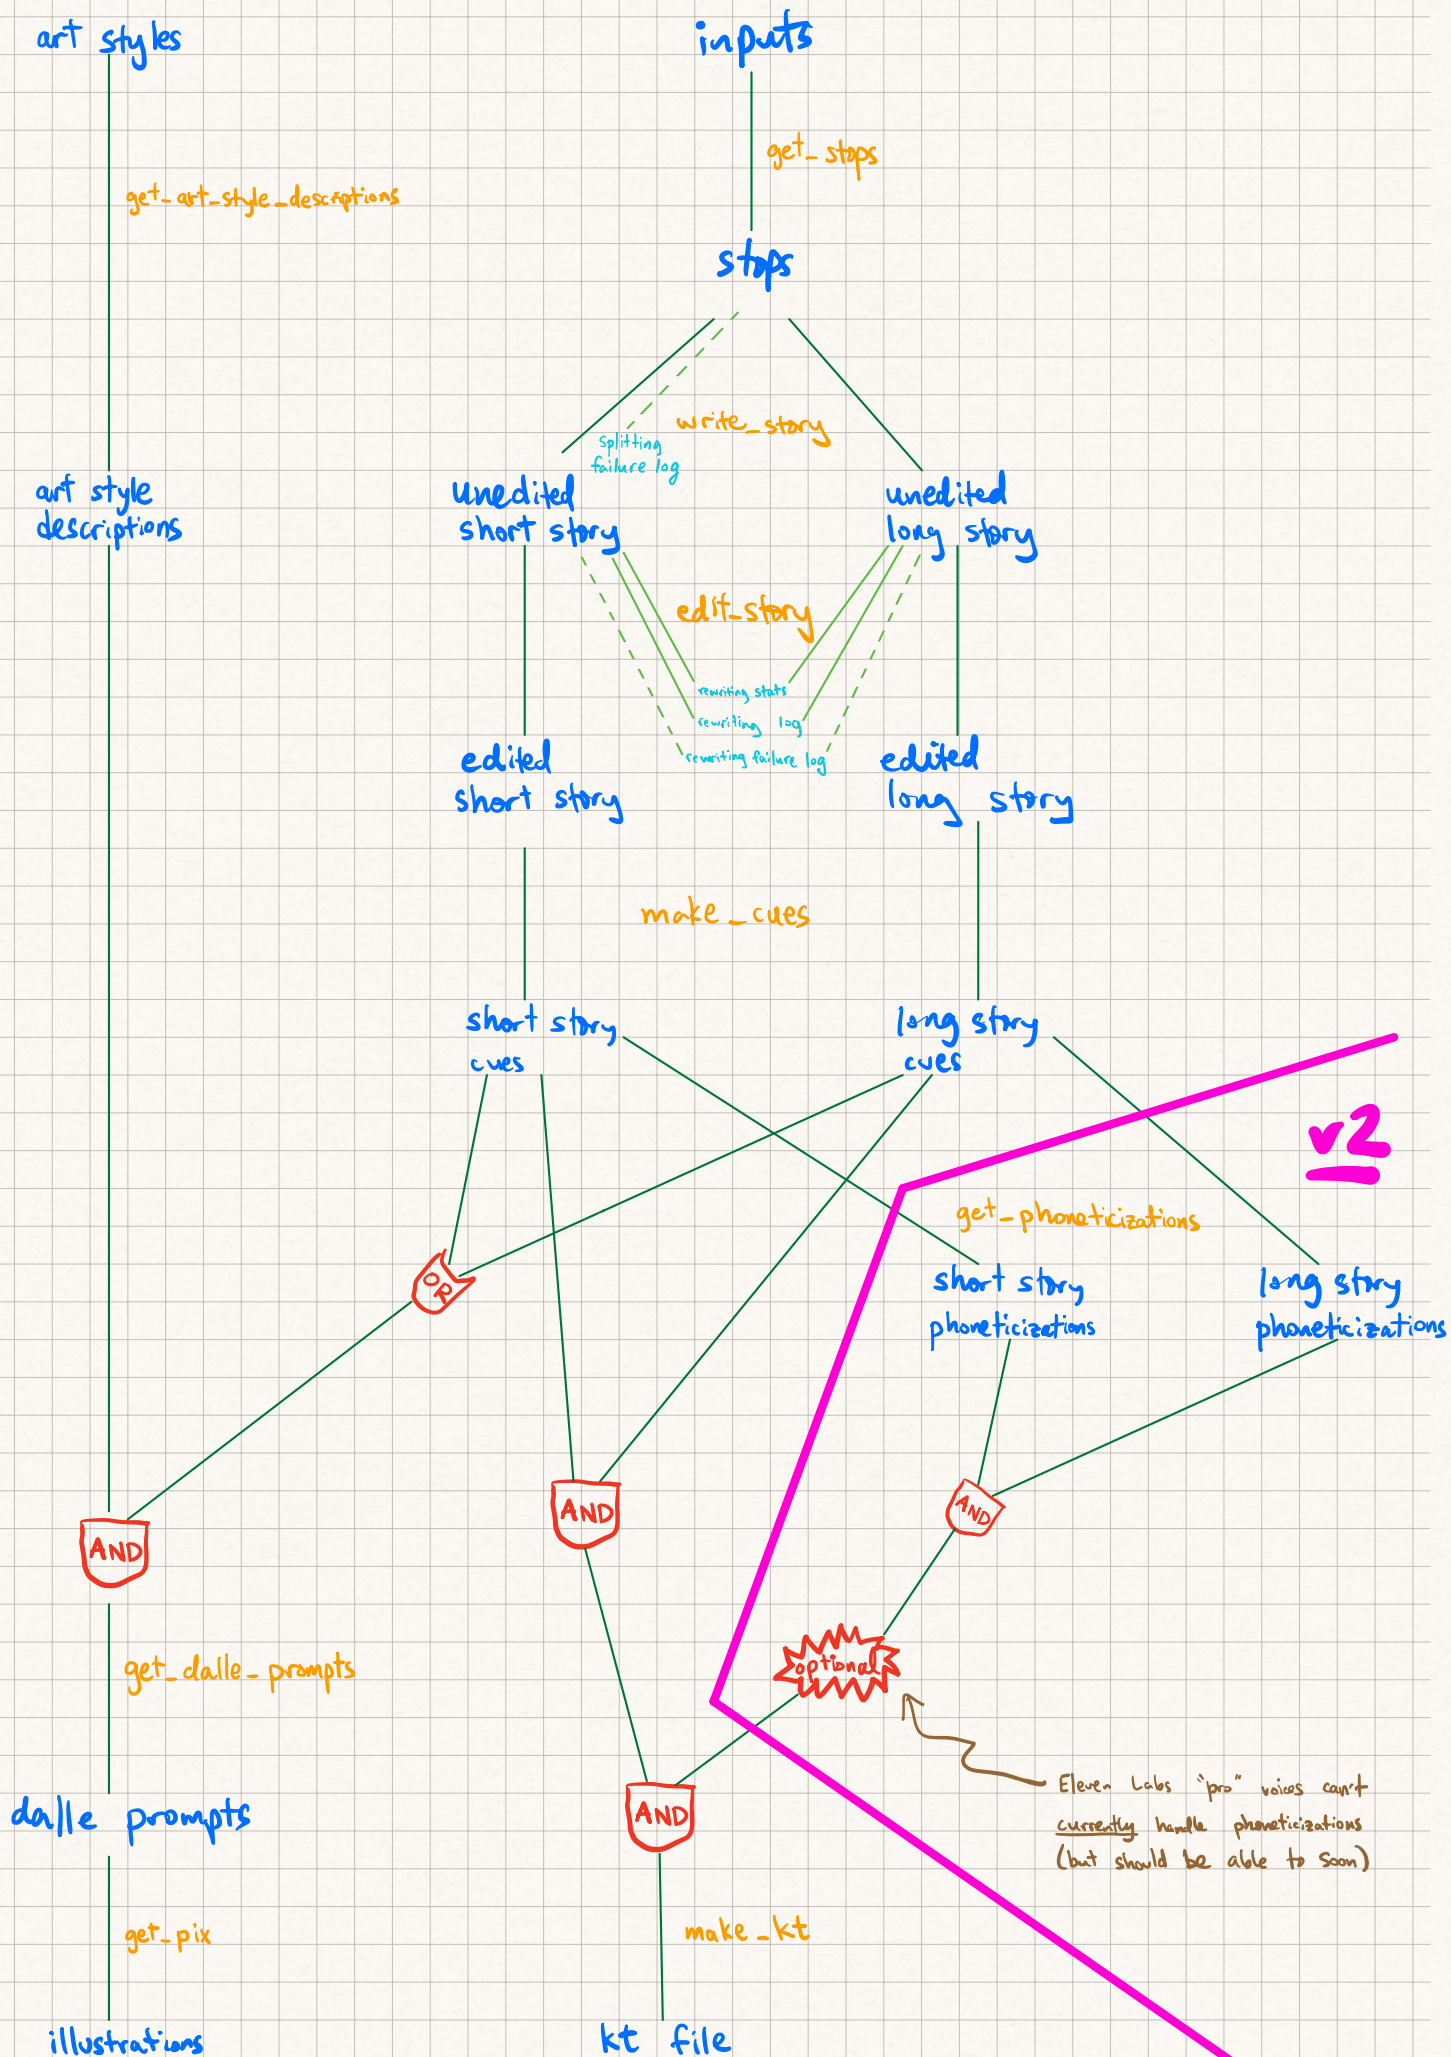 art styles
inputs
get_stops
get_art_style_descriptions
stops
write_story
splitting
failure log
art style
descriptions
unedited
short story
unedited
long story
edit_story
rewriting stats
rewriting log
rewriting failure log
edited
short story
edited
long story
make_cues
short story
cues
long story
cues
v2
get_phoneticizations
OR
short story
phoneticizations
long story
phoneticizations
AND
AND
AND
optional
get_dalle_prompts
Eleven Labs "pro" voices can't
currently handle phoneticizations
(but should be able to soon)
dalle prompts
AND
get_pix
make_kt
illustrations
kt file